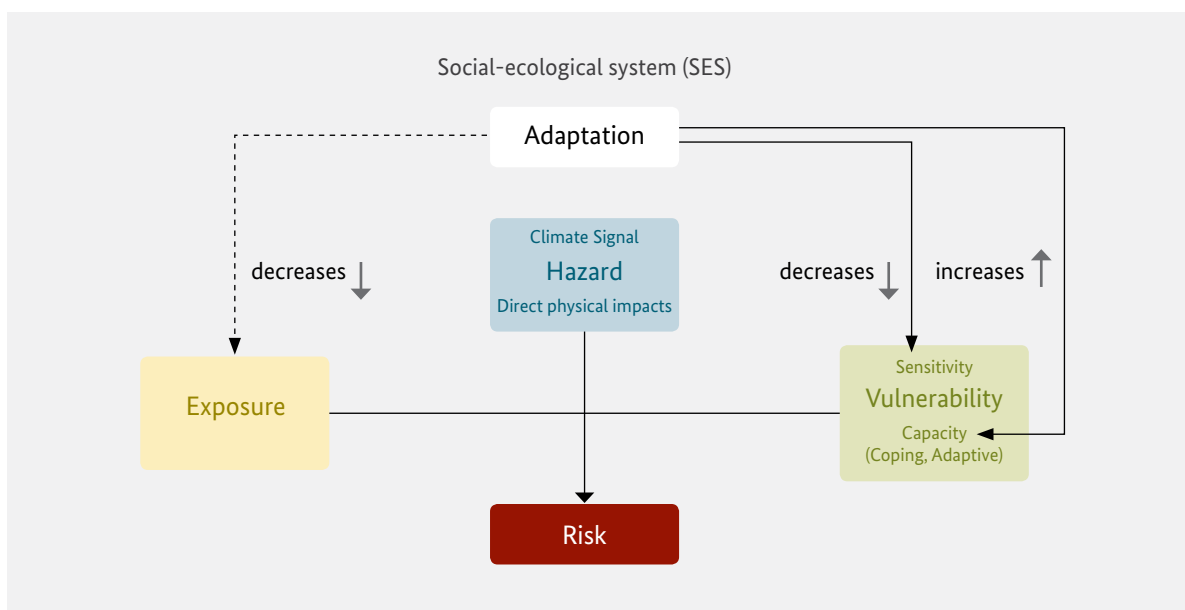 Social-ecological system (SES)
Adaptation
Climate Signal
Hazard
Direct physical impacts
decreases
decreases
increases
Exposure
Sensitivity
Vulnerability
Capacity
(Coping, Adaptive)
Risk